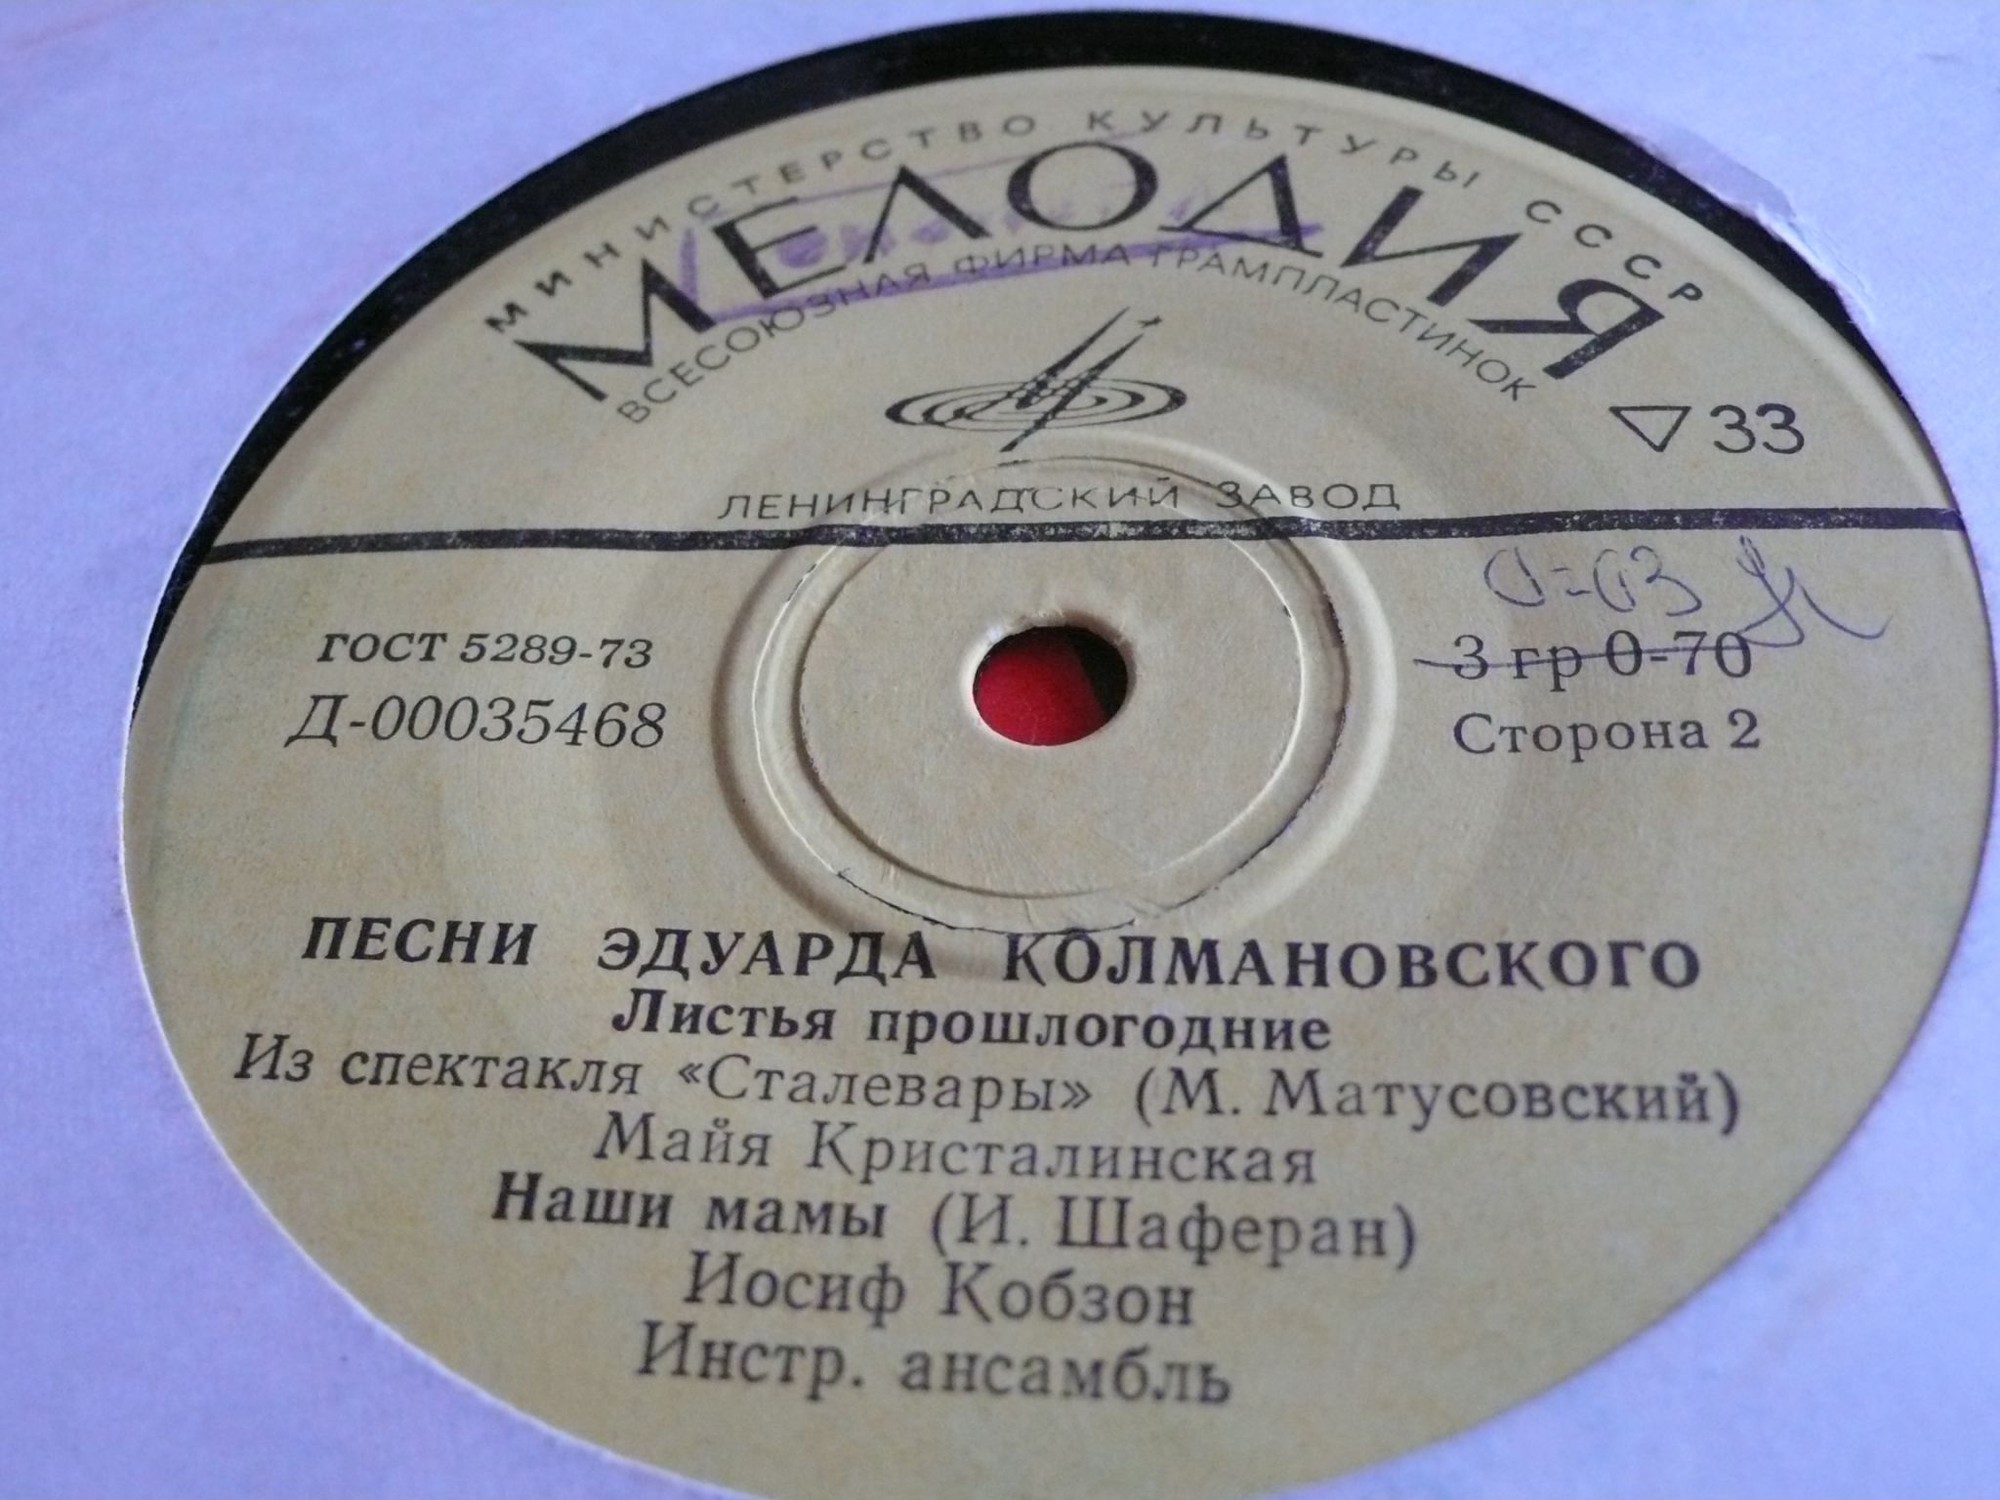 МИНИСТЕРСТВО КУЛЬТУРЫ СССР
МЕЛОДИЯ
ВСЕСОЮЗНАЯ ФИРМА ГРАМПЛАСТИНОК
33
ЛЕНИНГРАДСКИЙ ЗАВОД
0=03
ГОСТ 5289-73
3 гр 0-70
Д-00035468
Сторона 2
ПЕСНИ ЭДУАРДА КОЛМАНОВСКОГО
Листья прошлогодние
Из спектакля «Сталевары» (М. Матусовский)
Майя Кристалинская
Наши мамы (И. Шаферан)
Иосиф Кобзон
Инстр. ансамбль